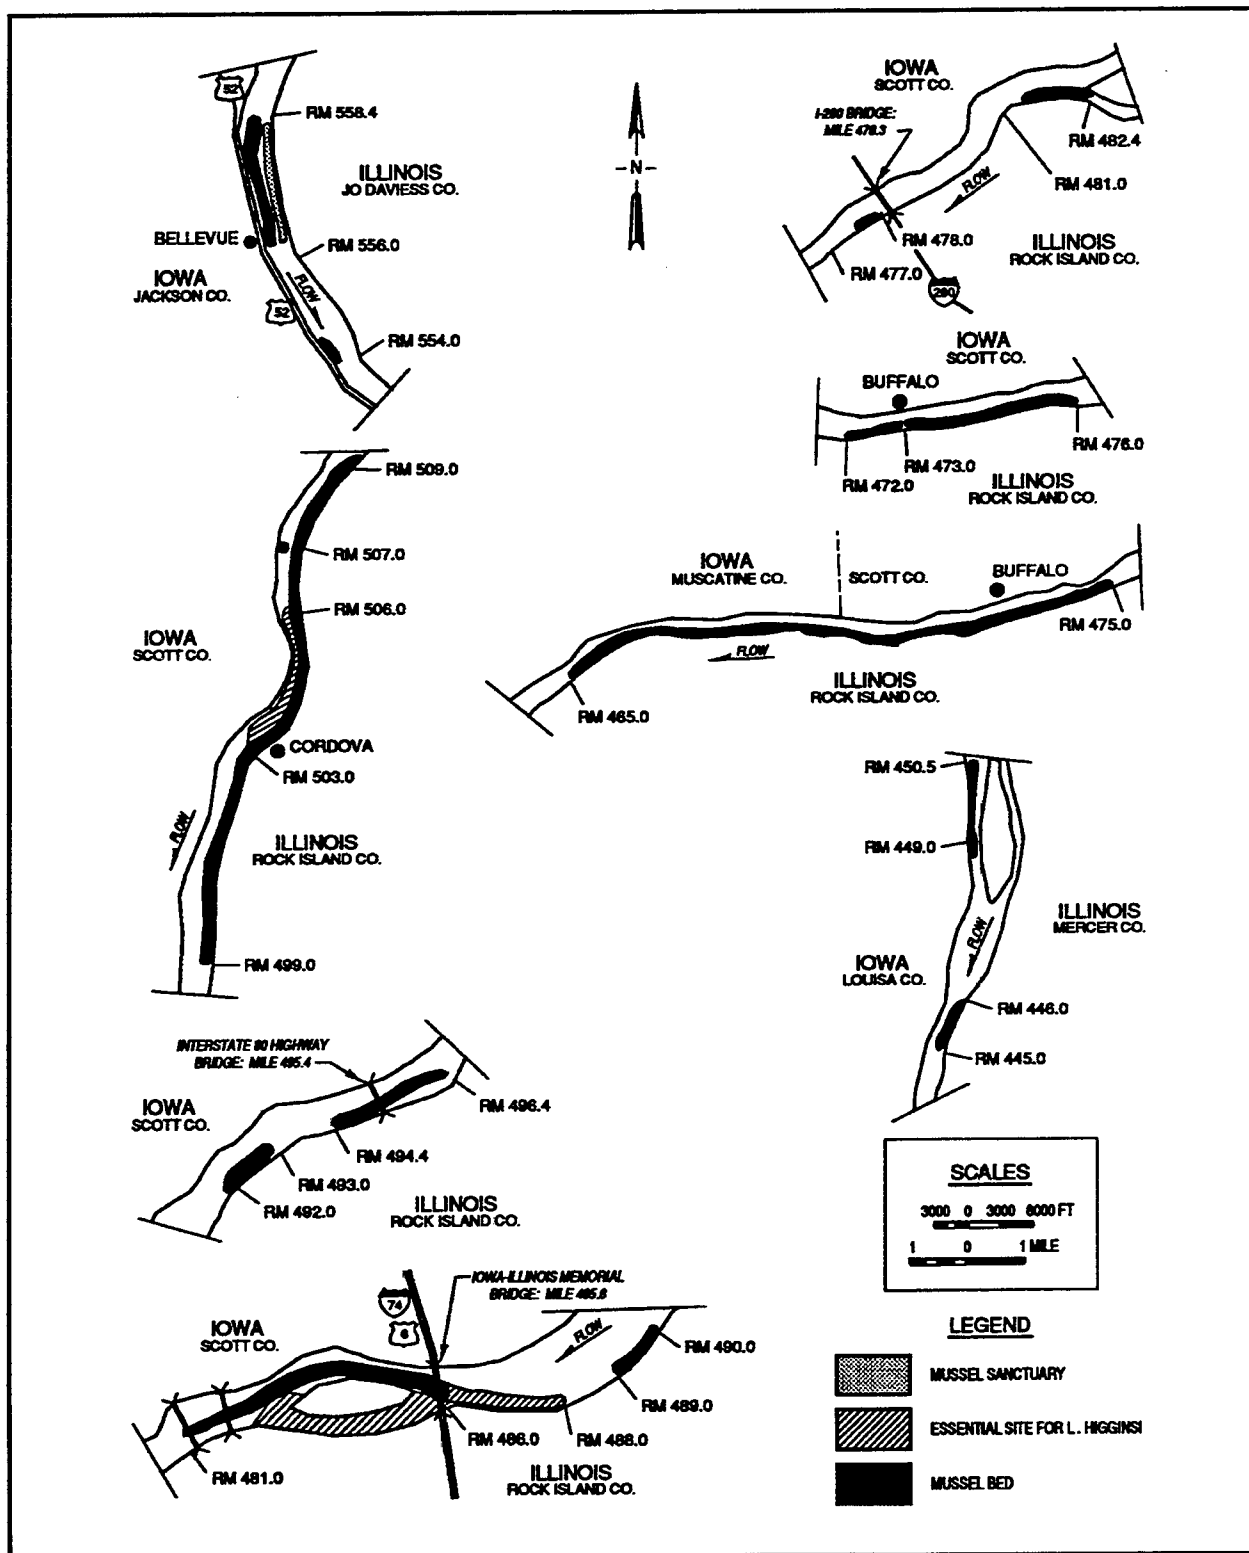 52
RM 558.4
ILLINOIS
JO DAVIESS CO.
BELLEVUE
RM 556.0
IOWA
JACKSON CO.
FLOW
52
RM 554.0
-N-
IOWA
SCOTT CO.
I-280 BRIDGE:
MILE 478.3
RM 482.4
RM 481.0
FLOW
RM 478.0
ILLINOIS
ROCK ISLAND CO.
RM 477.0
280
IOWA
SCOTT CO.
BUFFALO
RM 476.0
RM 473.0
RM 472.0
ILLINOIS
ROCK ISLAND CO.
RM 509.0
RM 507.0
RM 506.0
IOWA
SCOTT CO.
CORDOVA
RM 503.0
FLOW
ILLINOIS
ROCK ISLAND CO.
RM 499.0
IOWA
MUSCATINE CO.
SCOTT CO.
BUFFALO
RM 475.0
FLOW
ILLINOIS
ROCK ISLAND CO.
RM 465.0
RM 450.5
RM 449.0
ILLINOIS
MERCER CO.
FLOW
IOWA
LOUISA CO.
RM 446.0
RM 445.0
INTERSTATE 80 HIGHWAY
BRIDGE: MILE 495.4
IOWA
SCOTT CO.
RM 496.4
RM 494.4
RM 493.0
RM 492.0
ILLINOIS
ROCK ISLAND CO.
IOWA-ILLINOIS MEMORIAL
BRIDGE: MILE 485.8
74
6
IOWA
SCOTT CO.
FLOW
RM 490.0
RM 489.0
RM 486.0
RM 488.0
RM 481.0
ILLINOIS
ROCK ISLAND CO.
SCALES
3000 0 3000 6000 FT
1 0 1 MILE
LEGEND
MUSSEL SANCTUARY
ESSENTIAL SITE FOR L. HIGGINSI
MUSSEL BED